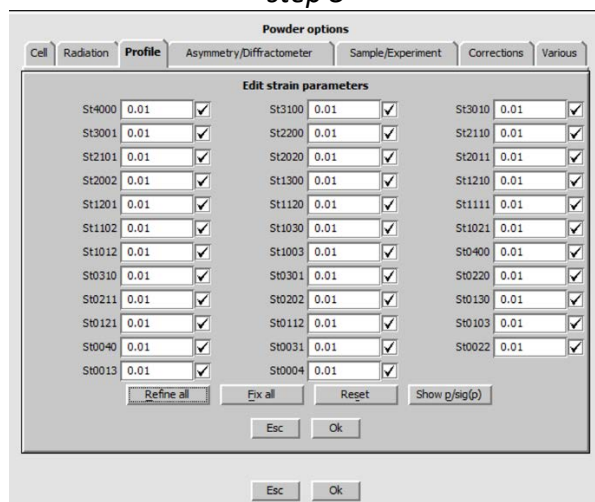 Powder options
Cell Radiation Profile Asymmetry/Diffractometer Sample/Experiment Corrections Various
Edit strain parameters
St4000 0.01 St3100 0.01 St3010 0.01
St3001 0.01 St2200 0.01 St2110 0.01
St2101 0.01 St2020 0.01 St2011 0.01
St2002 0.01 St1300 0.01 St1210 0.01
St1201 0.01 St1120 0.01 St1111 0.01
St1102 0.01 St1030 0.01 St1021 0.01
St1012 0.01 St1003 0.01 St0400 0.01
St0310 0.01 St0301 0.01 St0220 0.01
St0211 0.01 St0202 0.01 St0130 0.01
St0121 0.01 St0112 0.01 St0103 0.01
St0040 0.01 St0031 0.01 St0022 0.01
St0013 0.01 St0004 0.01
Refine all Fix all Reset Show p/sig(p)
Esc Ok
Esc Ok